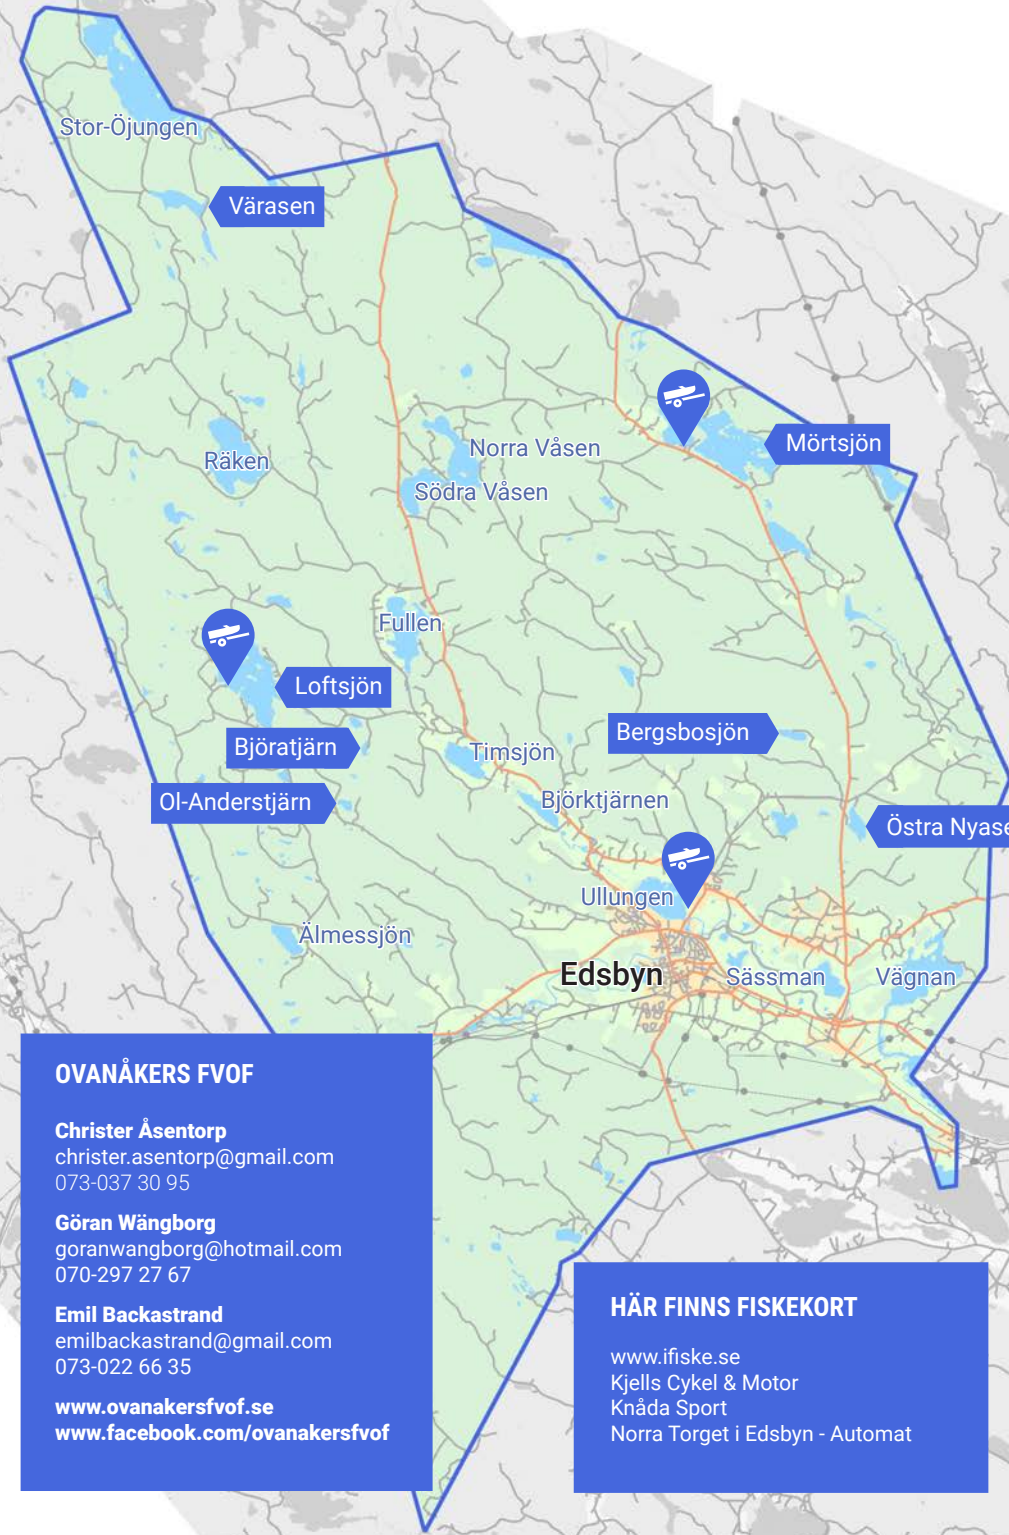 Stor-Öjungen
Värasen
Norra Våsen
Mörtsjön
Räken
Södra Våsen
Fullen
Loftsjön
Bergsbosjön
Björatjärn
Timsjön
Ol-Anderstjärn
Björktjärnen
Östra
Ullungen
Älmessjön
Edsbyn
Sässman
Vägnan
OVANÅKERS FVOF
Christer Åsentorp
christer.asentorp@gmail.com
073-037 30 95
Göran Wängborg
goranwangborg@hotmail.com
070-297 27 67
Emil Backastrand
emilbackastrand@gmail.com
073-022 66 35
www.ovanakersfvof.se
www.facebook.com/ovanakersfvof
HÄR FINNS FISKEKORT
www.ifiske.se
Kjells Cykel & Motor
Knåda Sport
Norra Torget i Edsbyn - Automat